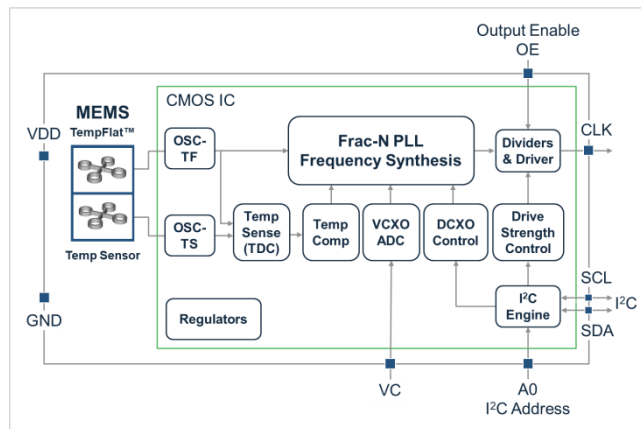 Output Enable
OE
CMOS IC
MEMS
TempFlat™
VDD
OSC-
TF
Frac-N PLL
Frequency Synthesis
Dividers
& Driver
CLK
OSC-
TS
Temp
Sense
(TDC)
Temp
Comp
VCXO
ADC
DCXO
Control
Drive
Strength
Control
Temp Sensor
SCL
I²C
SDA
I²C
Engine
GND
Regulators
VC
A0
I²C Address